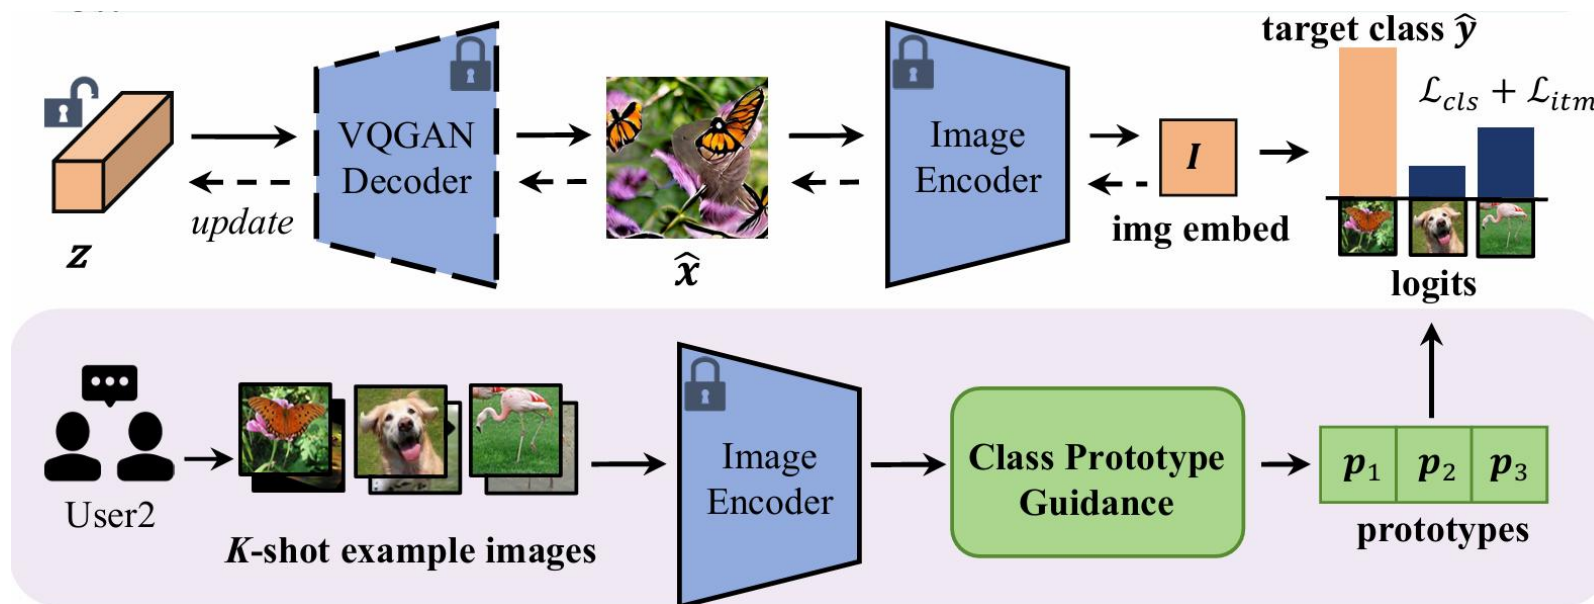 target class ŷ
ℒcls + ℒitm
VQGAN
Decoder
Image
Encoder
I
update
img embed
z
x̂
logits
Image
Encoder
Class Prototype
Guidance
p1 p2 p3
User2
K-shot example images
prototypes